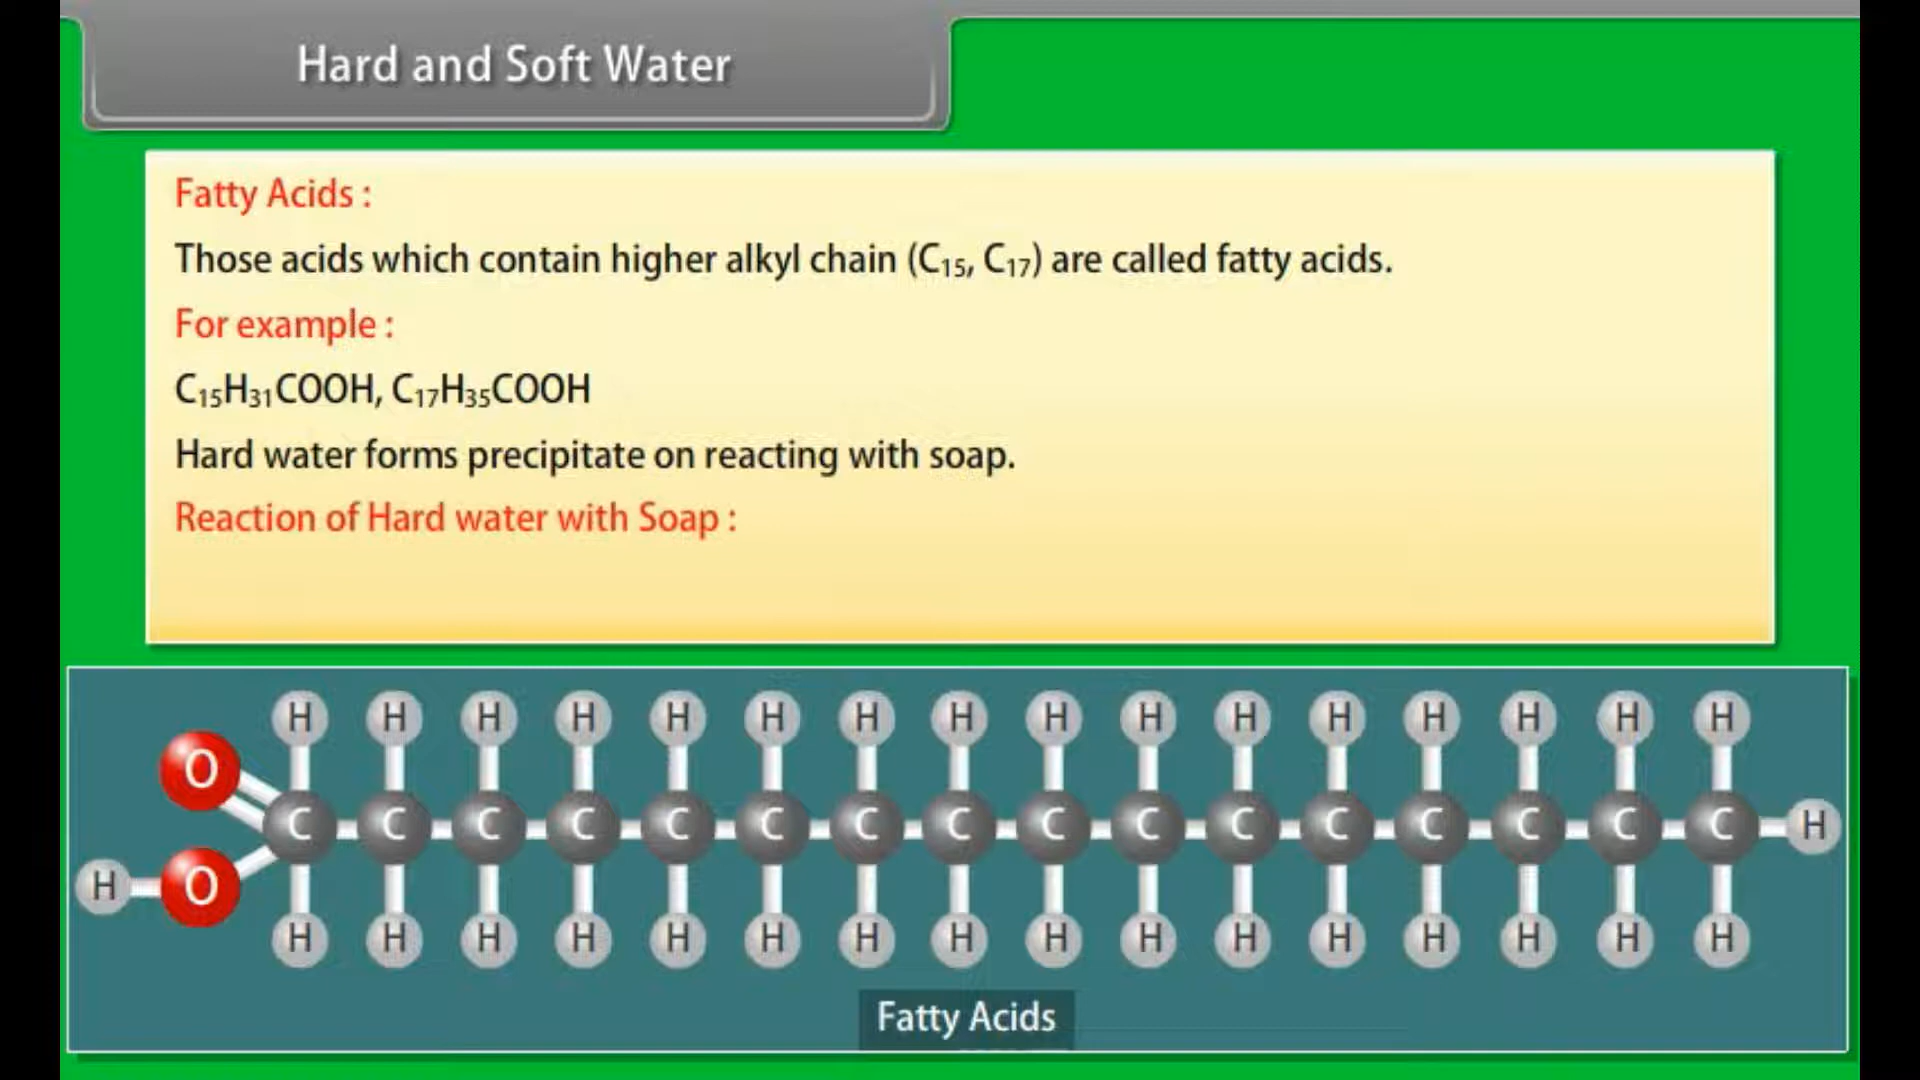 Hard and Soft Water
Fatty Acids :
Those acids which contain higher alkyl chain (C₁₅, C₁₇) are called fatty acids.
For example :
C₁₅H₃₁COOH, C₁₇H₃₅COOH
Hard water forms precipitate on reacting with soap.
Reaction of Hard water with Soap :
H H H H H H H H H H H H H H H H
O
C C C C C C C C C C C C C C C C H
H O
H H H H H H H H H H H H H H H H
Fatty Acids